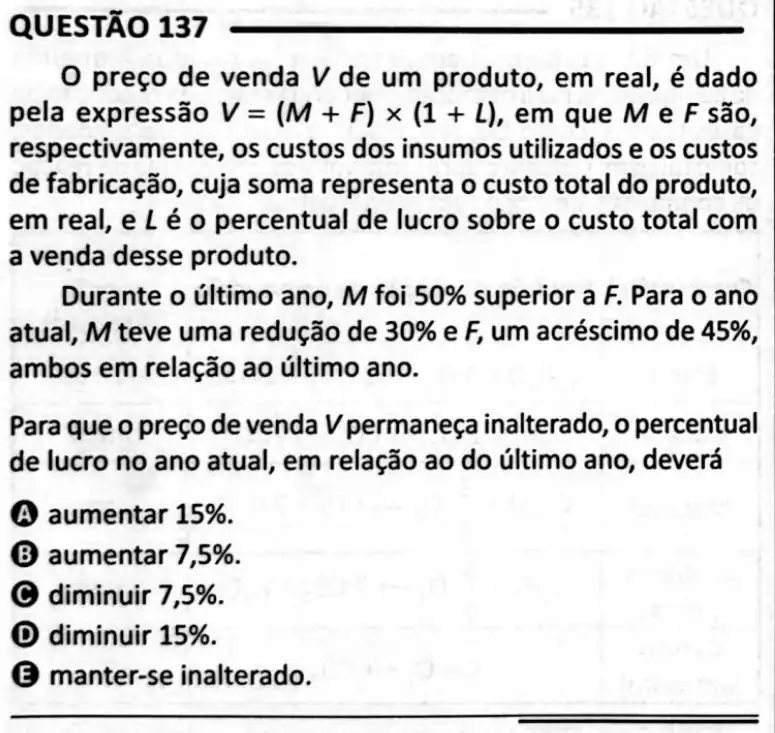 QUESTÃO 137
O preço de venda V de um produto, em real, é dado
pela expressão V = (M + F) × (1 + L), em que M e F são,
respectivamente, os custos dos insumos utilizados e os custos
de fabricação, cuja soma representa o custo total do produto,
em real, e L é o percentual de lucro sobre o custo total com
a venda desse produto.
Durante o último ano, M foi 50% superior a F. Para o ano
atual, M teve uma redução de 30% e F, um acréscimo de 45%,
ambos em relação ao último ano.
Para que o preço de venda V permaneça inalterado, o percentual
de lucro no ano atual, em relação ao do último ano, deverá
A aumentar 15%.
B aumentar 7,5%.
C diminuir 7,5%.
D diminuir 15%.
E manter-se inalterado.